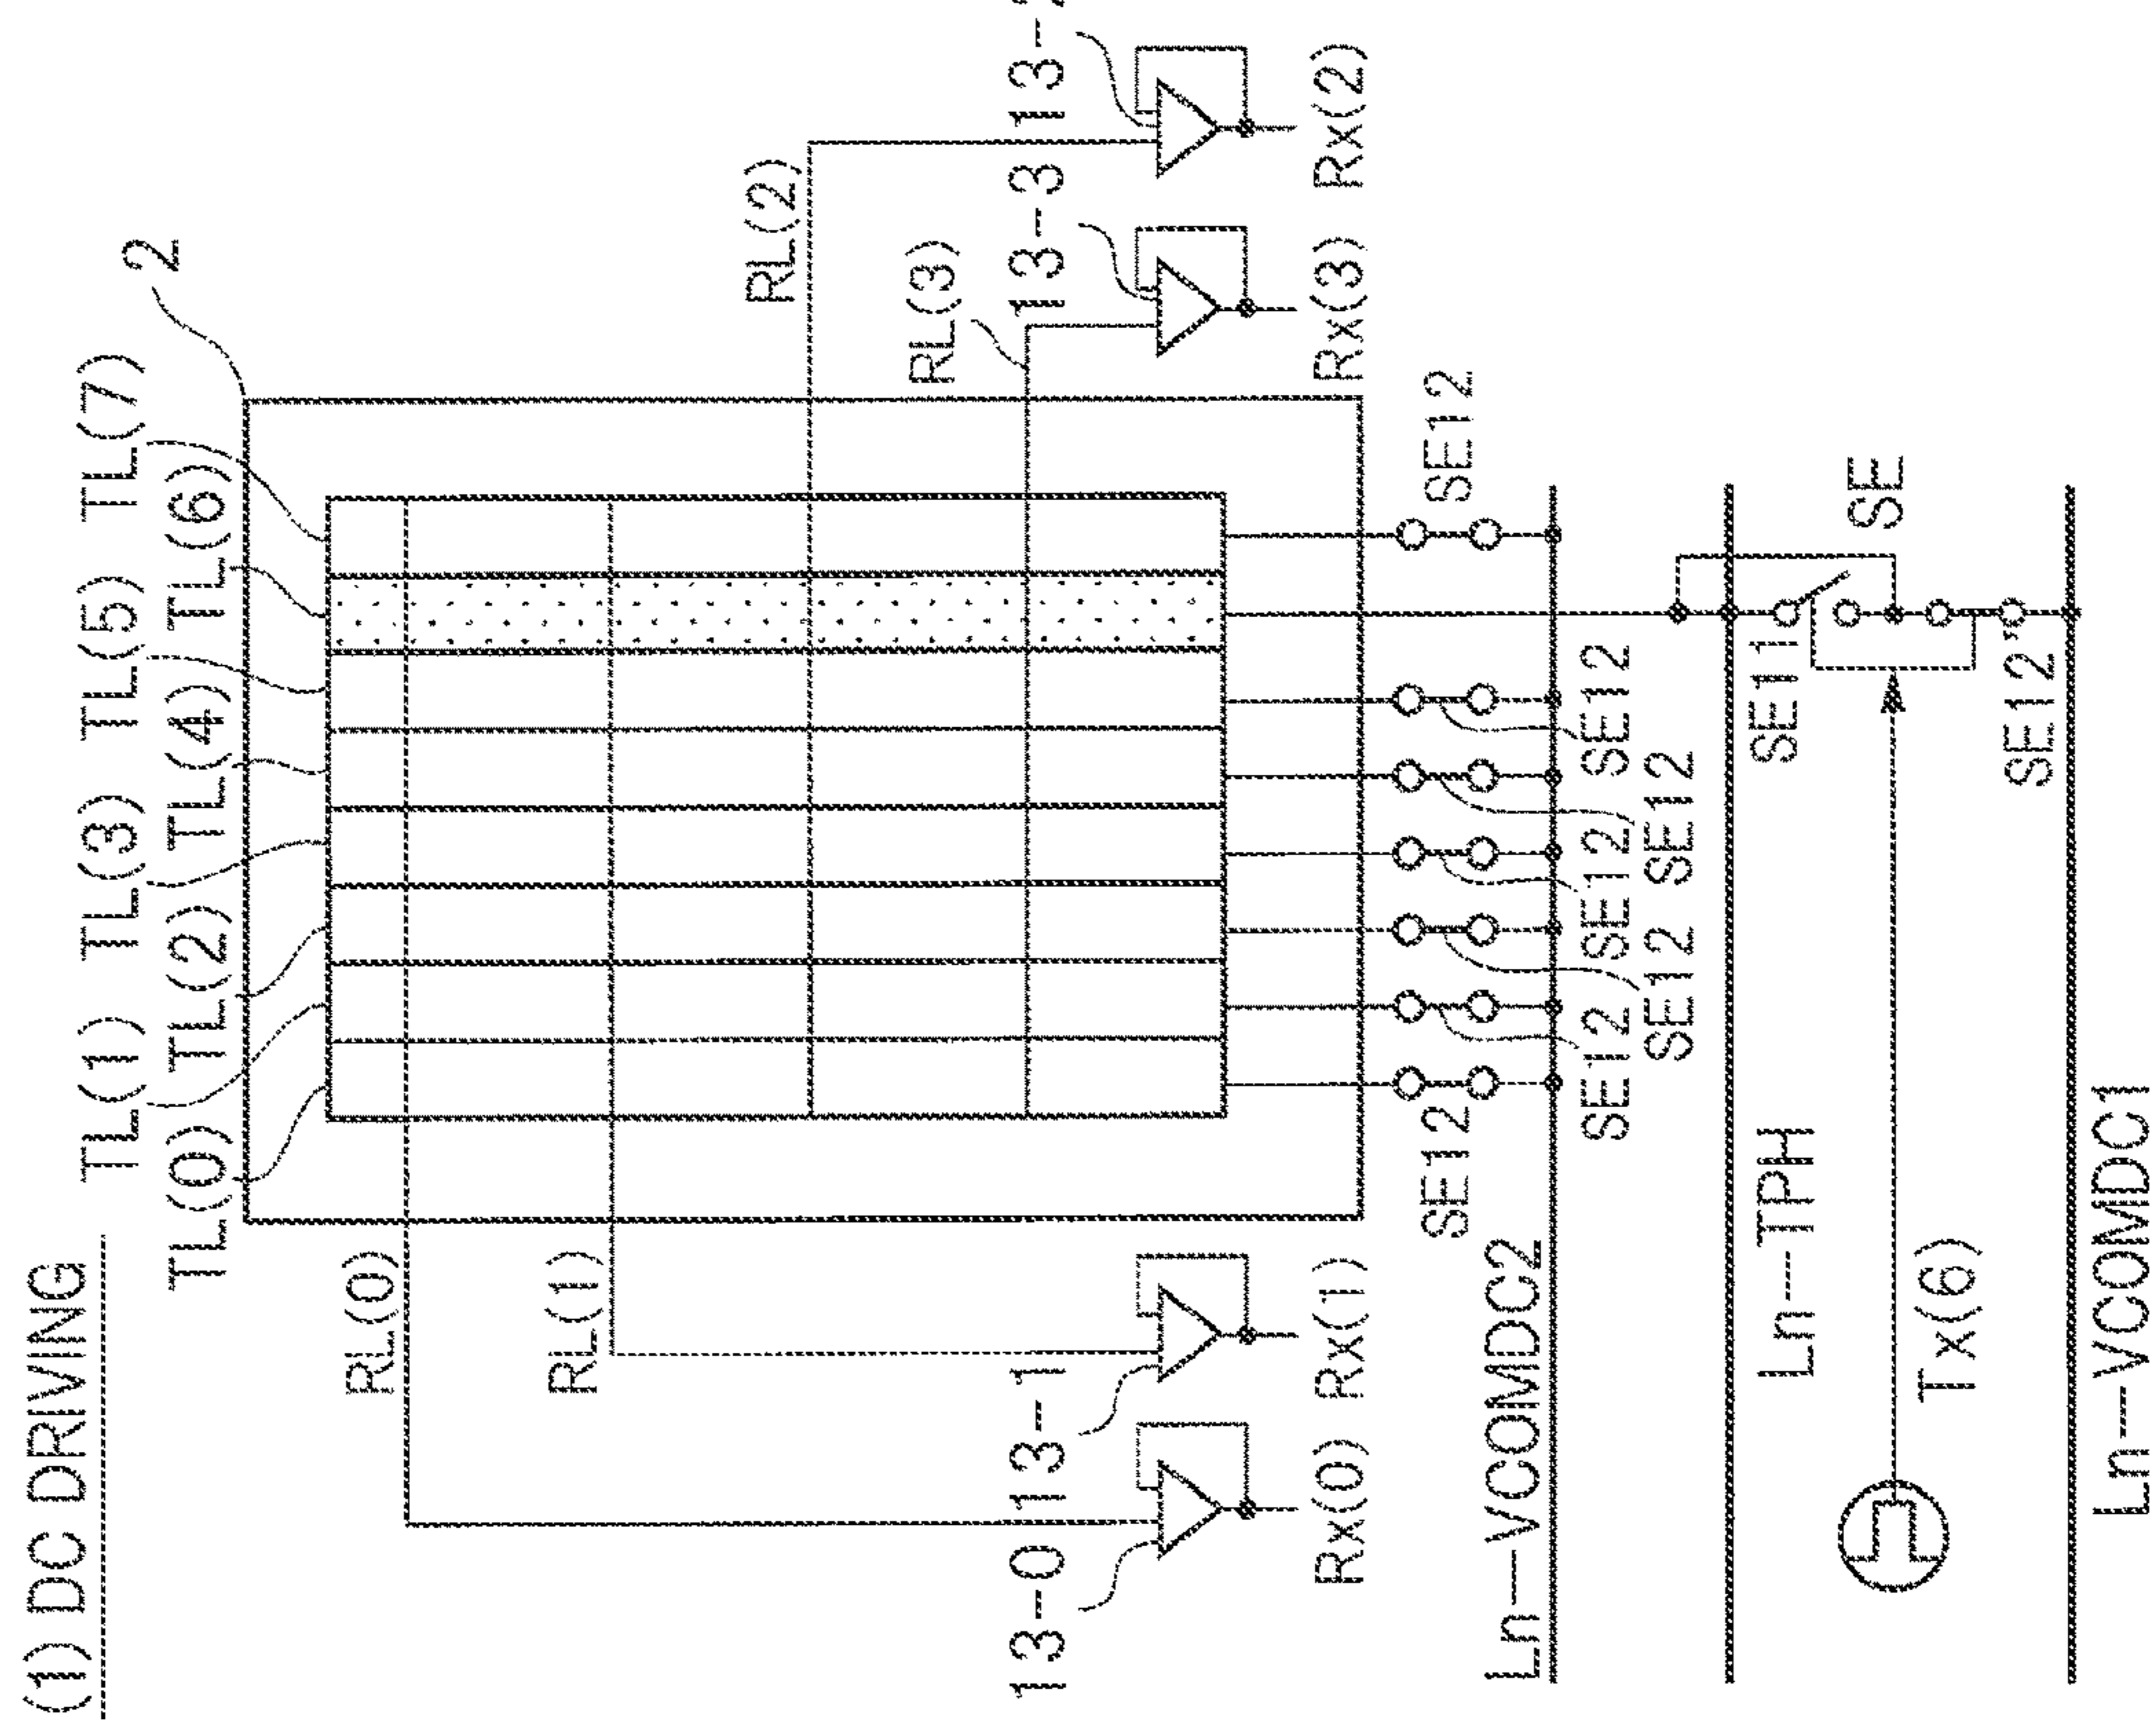 (1) DC DRIVING
2
TL(1) TL(3) TL(5) TL(7)
TL(0) TL(2) TL(4) TL(6)
RL(0)
RL(1)
RL(2)
RL(3)
13-0 13-1
13-3
Rx(0) Rx(1)
Rx(3) Rx(2)
SE12
SE12
SE12
SE12
SE12
SE12
SE12
Ln-VCOMDC2
Ln-TPH
SE11
SE
Tx(6)
SE12"
Ln-VCOMDC1